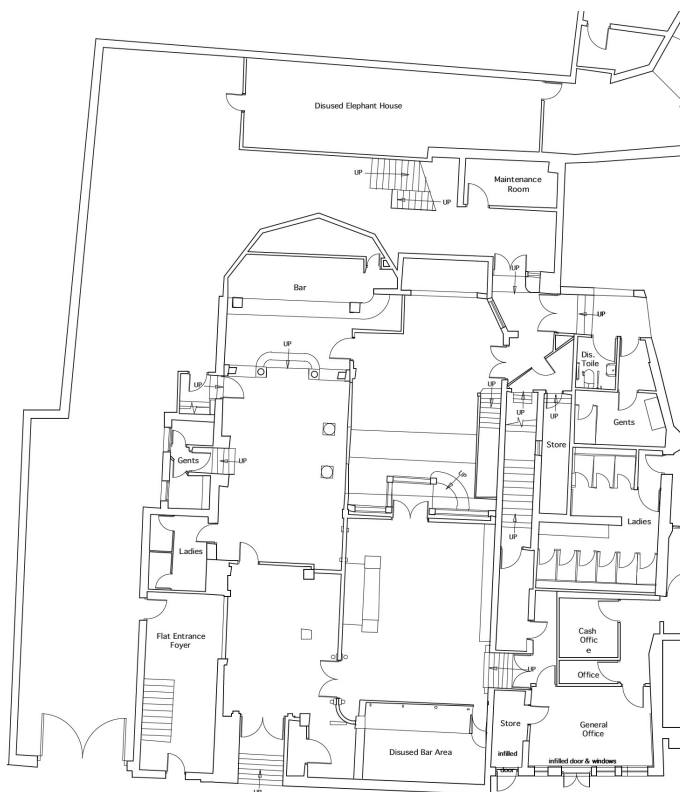 Disused Elephant House
UP
UP
Maintenance
Room
UP
Bar
UP
UP
Dis.
Toile
UP
UP
UP
UP
Gents
Store
Gents
UP
UP
Ladies
Ladies
UP
Flat Entrance
Foyer
Cash
Offic
e
UP
Office
Store
General
Office
Disused Bar Area
infilled
door
infilled door & windows
UP